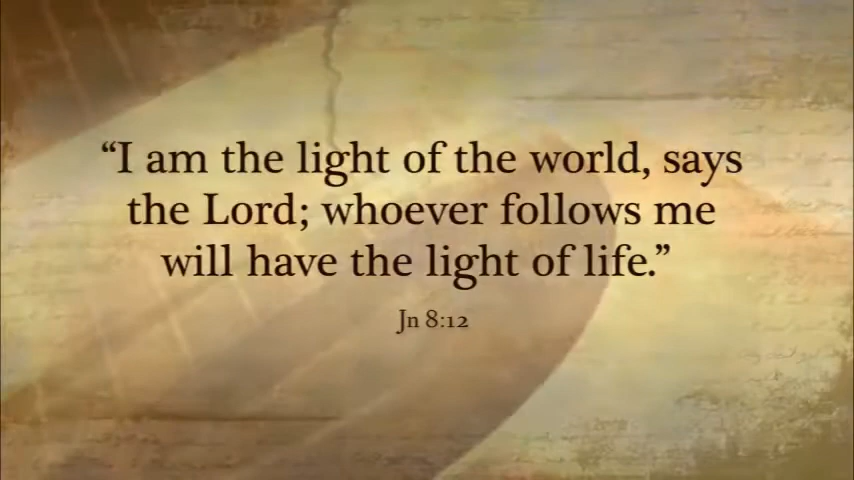 “I am the light of the world, says
the Lord; whoever follows me
will have the light of life.”
Jn 8:12